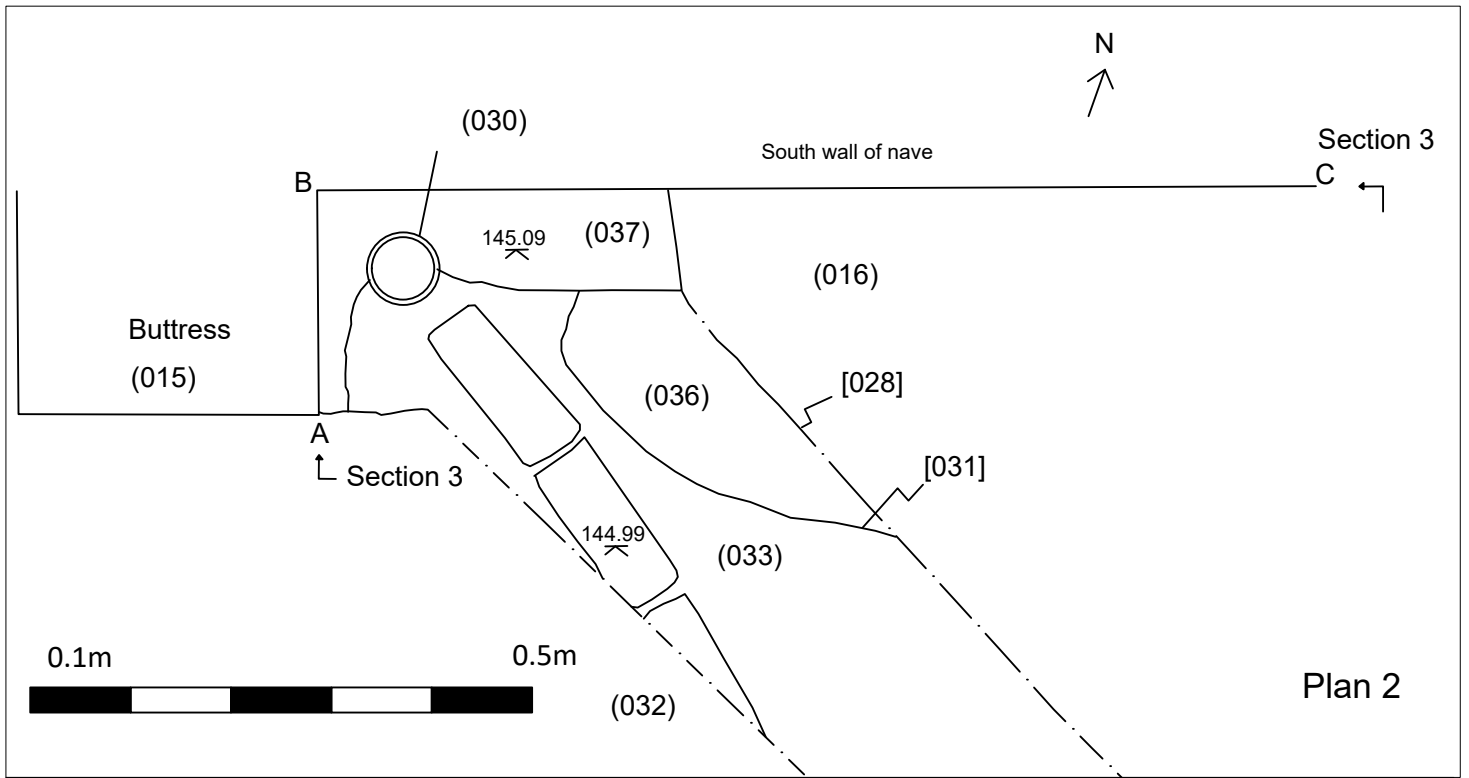 N
(030)
South wall of nave
Section 3
B
C
145.09
(037)
(016)
Buttress
(015)
(036)
[028]
A
Section 3
[031]
144.99
(033)
0.1m
0.5m
(032)
Plan 2